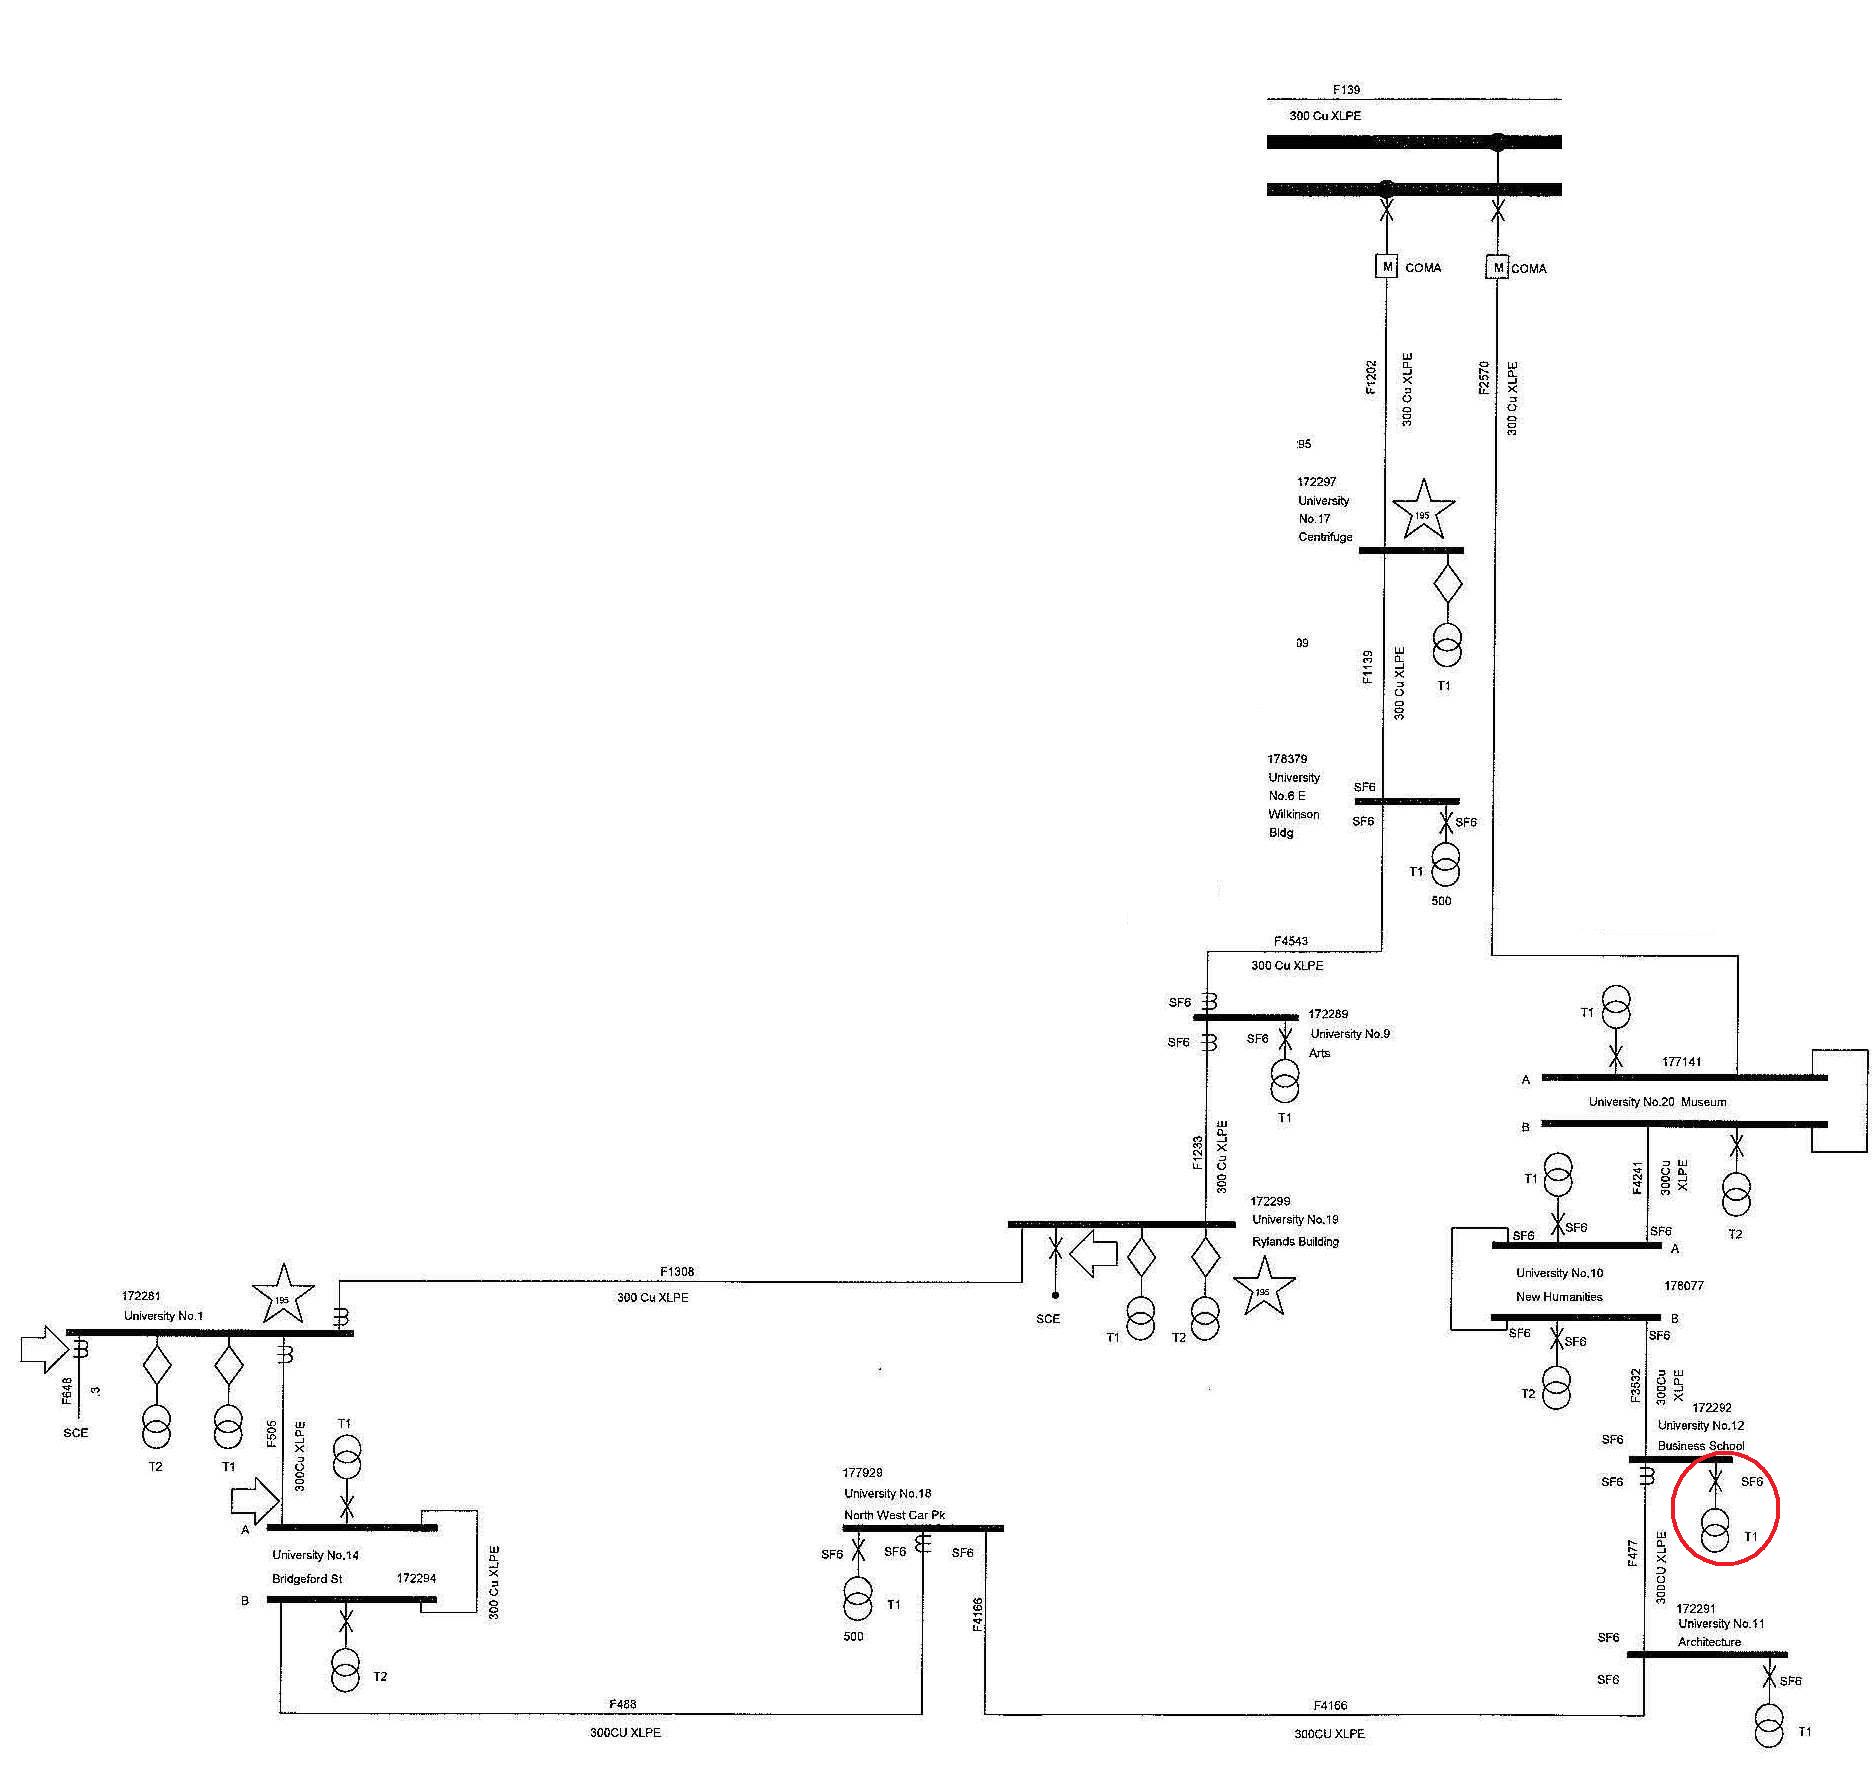 F139
300 Cu XLPE
M COMA
M COMA
F1202
300 Cu XLPE
F2570
300 Cu XLPE
172297
University
No.17
Centrifuge
195
T1
F1139
300 Cu XLPE
178379
University
No.6 E
Wilkinson
Bldg
SF6
SF6
SF6
T1
500
F4543
300 Cu XLPE
SF6
SF6
SF6
172289
University No.9
Arts
T1
F1233
300 Cu XLPE
T1
177141
A
University No.20 Museum
B
T2
F4241
300Cu
XLPE
T1
SF6
SF6
SF6
A
University No.10
New Humanities
178077
B
SF6
SF6
SF6
T2
F3532
300Cu
XLPE
172299
University No.19
Rylands Building
195
SCE
T1
T2
F1308
300 Cu XLPE
172281
University No.1
195
F648
.3
SCE
T2
T1
F505
300Cu XLPE
T1
A
University No.14
Bridgeford St
172294
B
300 Cu XLPE
T2
177929
University No.18
North West Car Pk
SF6
SF6
SF6
T1
500
F4166
172292
University No.12
Business School
SF6
SF6
SF6
T1
F477
300CU XLPE
172291
University No.11
Architecture
SF6
SF6
SF6
T1
F488
300CU XLPE
F4166
300CU XLPE